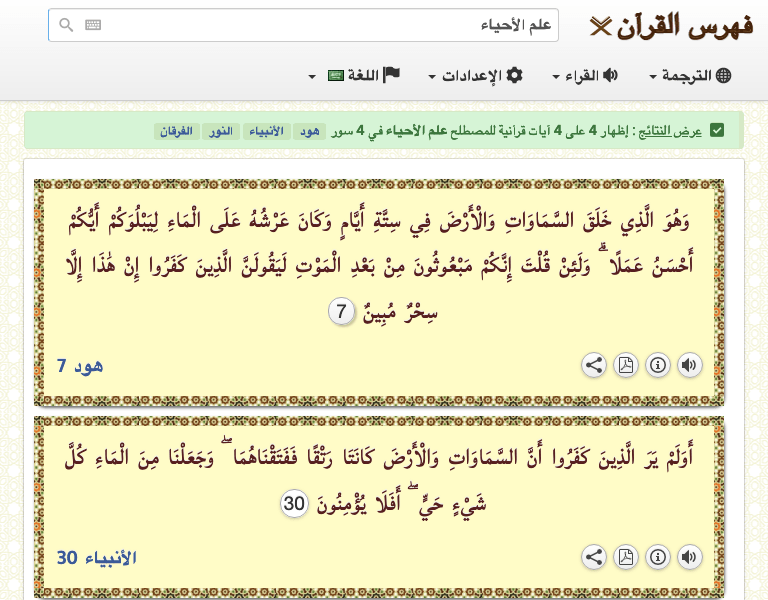 فهرس القرآن
علم الأحياء
الترجمة القراء الإعدادات اللغة
عرض النتائج : إظهار 4 على 4 آيات قرآنية للمصطلح علم الأحياء في 4 سور هود الأنبياء النور الفرقان
وَهُوَ الَّذِي خَلَقَ السَّمَاوَاتِ وَالْأَرْضَ فِي سِتَّةِ أَيَّامٍ وَكَانَ عَرْشُهُ عَلَى الْمَاءِ لِيَبْلُوَكُمْ أَيُّكُمْ
أَحْسَنُ عَمَلًا ۗ وَلَئِنْ قُلْتَ إِنَّكُمْ مَبْعُوثُونَ مِنْ بَعْدِ الْمَوْتِ لَيَقُولَنَّ الَّذِينَ كَفَرُوا إِنْ هَٰذَا إِلَّا
سِحْرٌ مُبِينٌ 7
هود 7
أَوَلَمْ يَرَ الَّذِينَ كَفَرُوا أَنَّ السَّمَاوَاتِ وَالْأَرْضَ كَانَتَا رَتْقًا فَفَتَقْنَاهُمَا ۖ وَجَعَلْنَا مِنَ الْمَاءِ كُلَّ
شَيْءٍ حَيٍّ ۖ أَفَلَا يُؤْمِنُونَ 30
الأنبياء 30